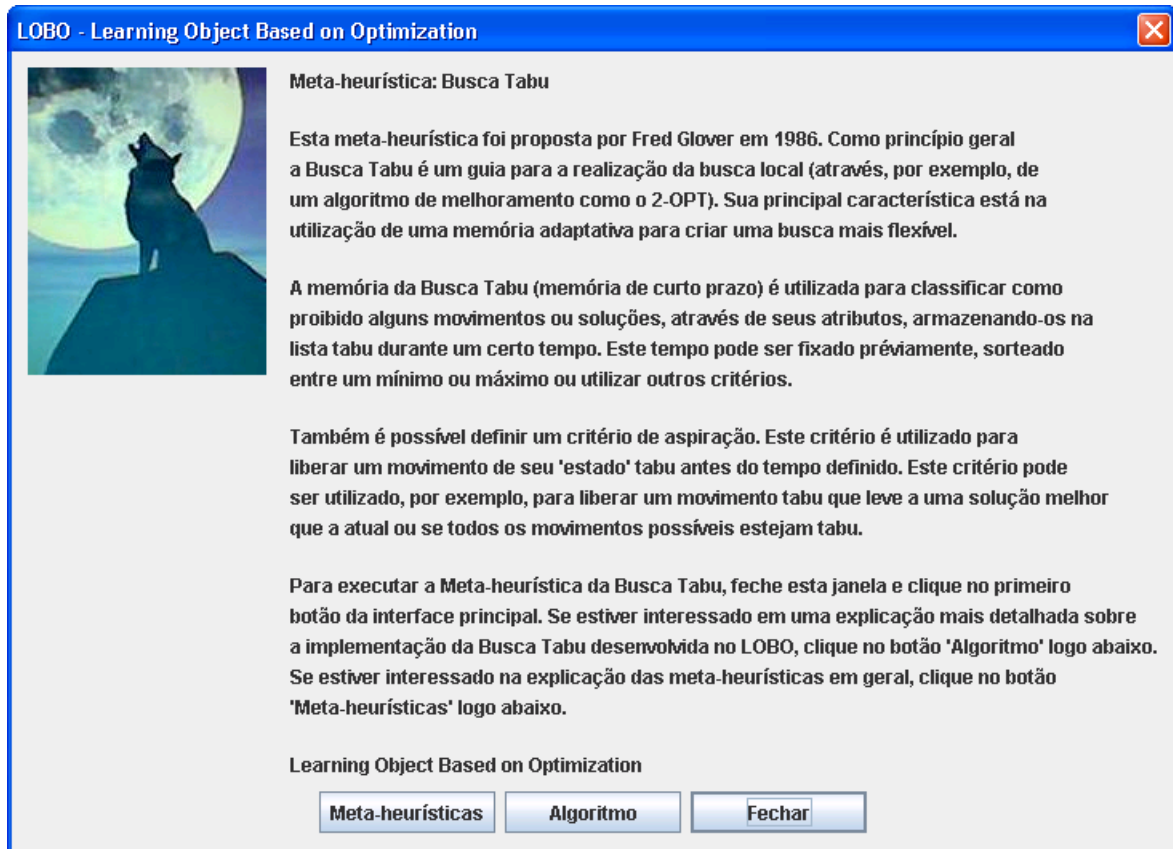 LOBO - Learning Object Based on Optimization
Meta-heurística: Busca Tabu
Esta meta-heurística foi proposta por Fred Glover em 1986. Como princípio geral
a Busca Tabu é um guia para a realização da busca local (através, por exemplo, de
um algoritmo de melhoramento como o 2-OPT). Sua principal característica está na
utilização de uma memória adaptativa para criar uma busca mais flexível.
A memória da Busca Tabu (memória de curto prazo) é utilizada para classificar como
proibido alguns movimentos ou soluções, através de seus atributos, armazenando-os na
lista tabu durante um certo tempo. Este tempo pode ser fixado préviamente, sorteado
entre um mínimo ou máximo ou utilizar outros critérios.
Também é possível definir um critério de aspiração. Este critério é utilizado para
liberar um movimento de seu 'estado' tabu antes do tempo definido. Este critério pode
ser utilizado, por exemplo, para liberar um movimento tabu que leve a uma solução melhor
que a atual ou se todos os movimentos possíveis estejam tabu.
Para executar a Meta-heurística da Busca Tabu, feche esta janela e clique no primeiro
botão da interface principal. Se estiver interessado em uma explicação mais detalhada sobre
a implementação da Busca Tabu desenvolvida no LOBO, clique no botão 'Algoritmo' logo abaixo.
Se estiver interessado na explicação das meta-heurísticas em geral, clique no botão
'Meta-heurísticas' logo abaixo.
Learning Object Based on Optimization
Meta-heurísticas Algoritmo Fechar